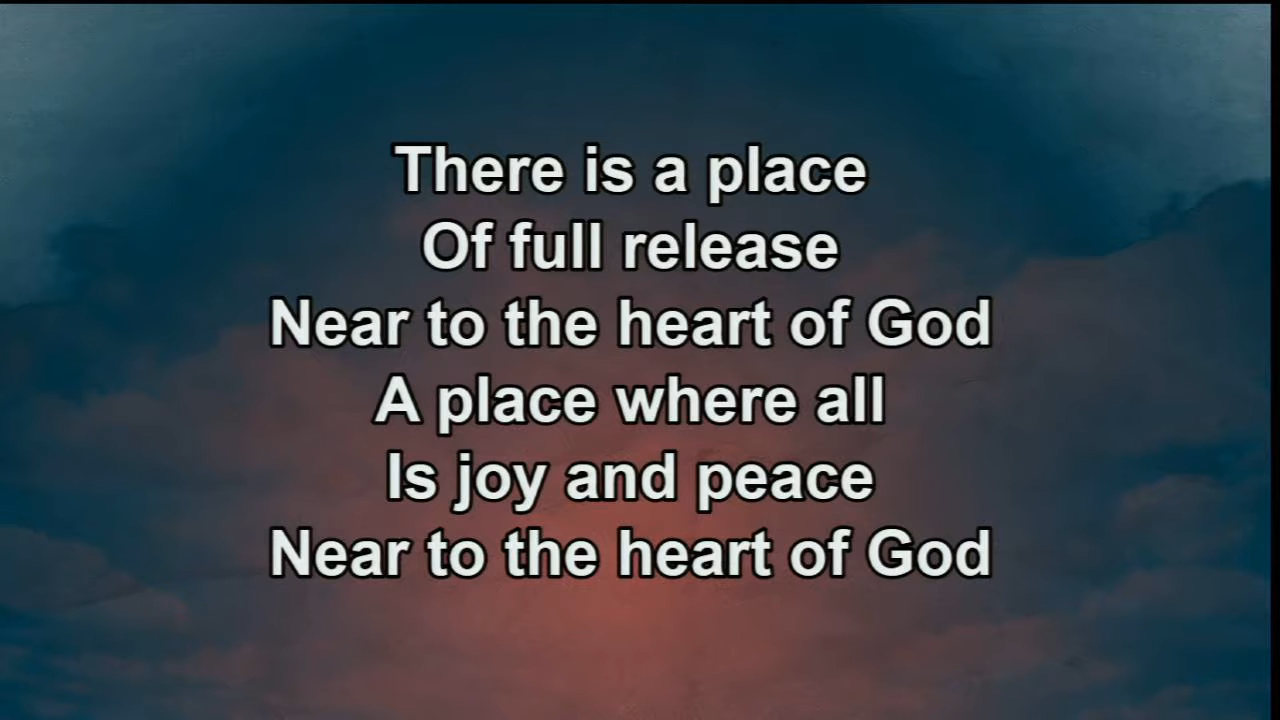 There is a place
Of full release
Near to the heart of God
A place where all
Is joy and peace
Near to the heart of God